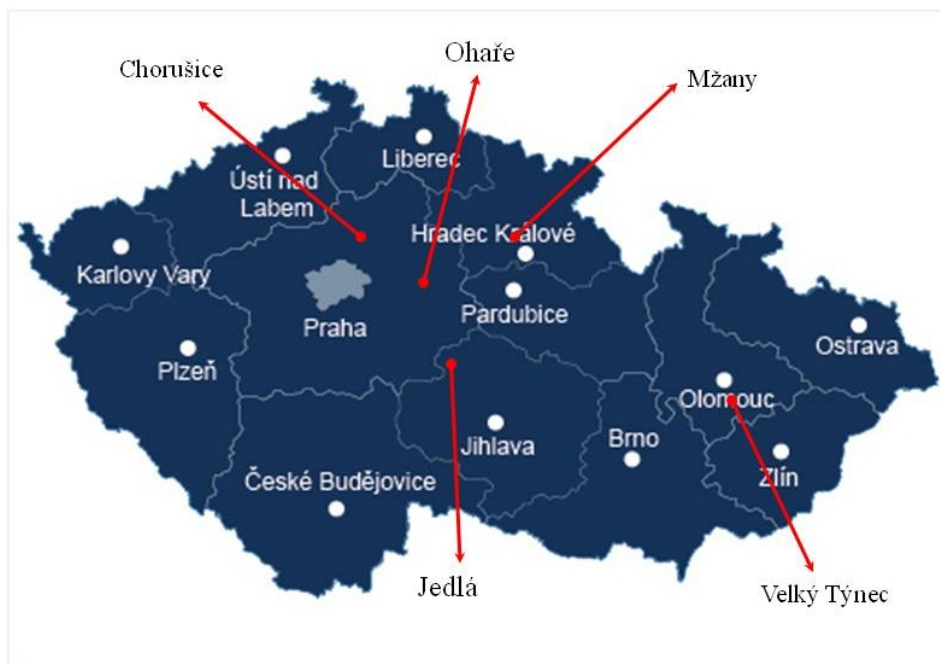 Ohaře
Chorušice
Mžany
Liberec
Ústí nad
Labem
Hradec Králové
Karlovy Vary
Pardubice
Praha
Ostrava
Plzeň
Olomouc
Brno
Jihlava
Zlín
České Budějovice
Jedlá
Velký Týnec